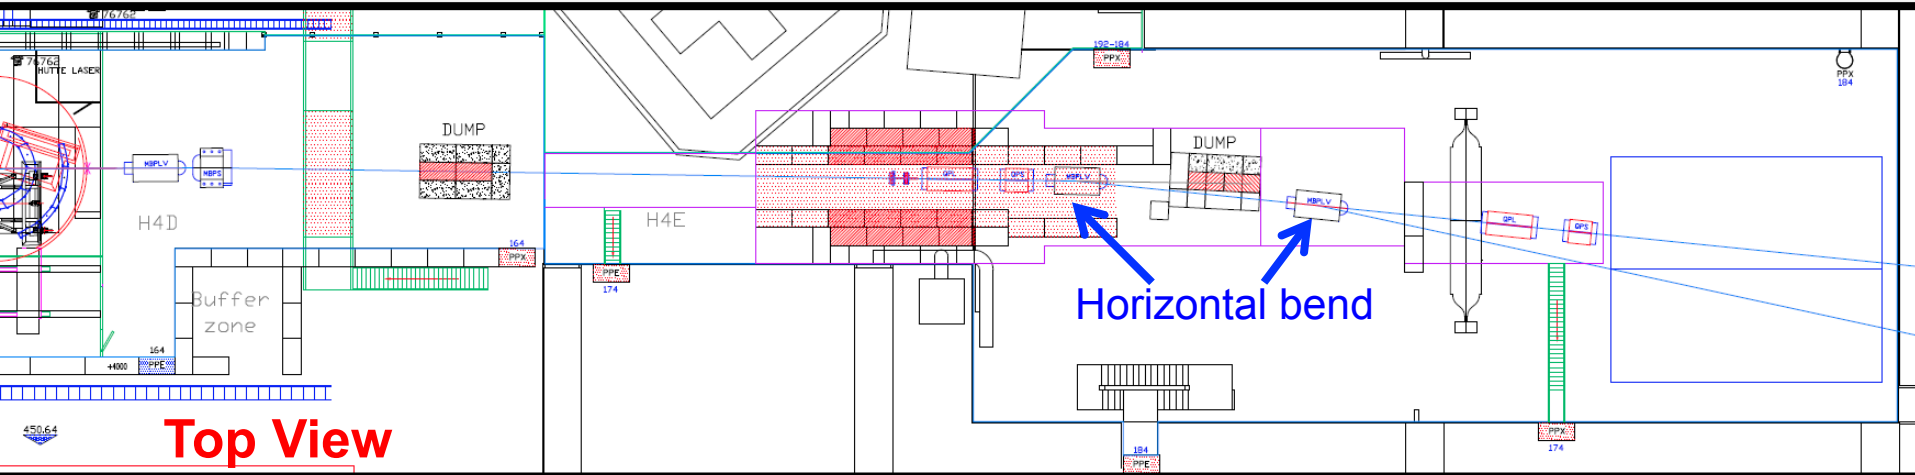 76762
76762
HUTTE LASER
192-184
PPX
PPX
184
DUMP
DUMP
MBPLV
MBPS
QPL
QPS
MBPLV
MBPLV
QPL
QPS
H4D
H4E
164
PPX
PPE
174
Buffer
zone
Horizontal bend
164
+4000
PPE
450.64
Top View
PPX
174
184
PPE